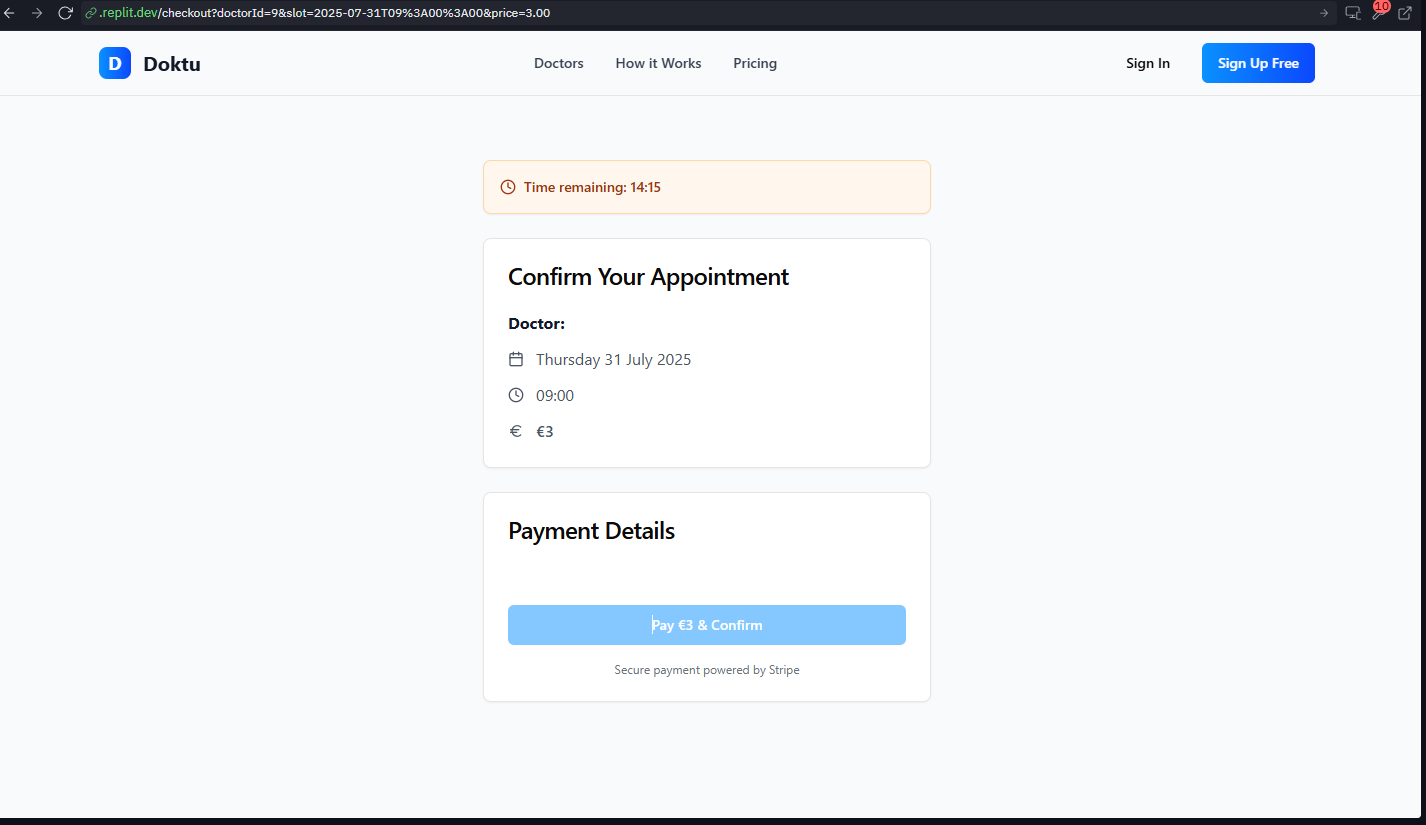 .replit.dev/checkout?doctorId=9&slot=2025-07-31T09%3A00%3A00&price=3.00
10
D Doktu
Doctors How it Works Pricing
Sign In
Sign Up Free
Time remaining: 14:15
Confirm Your Appointment
Doctor:
Thursday 31 July 2025
09:00
€ €3
Payment Details
Pay €3 & Confirm
Secure payment powered by Stripe